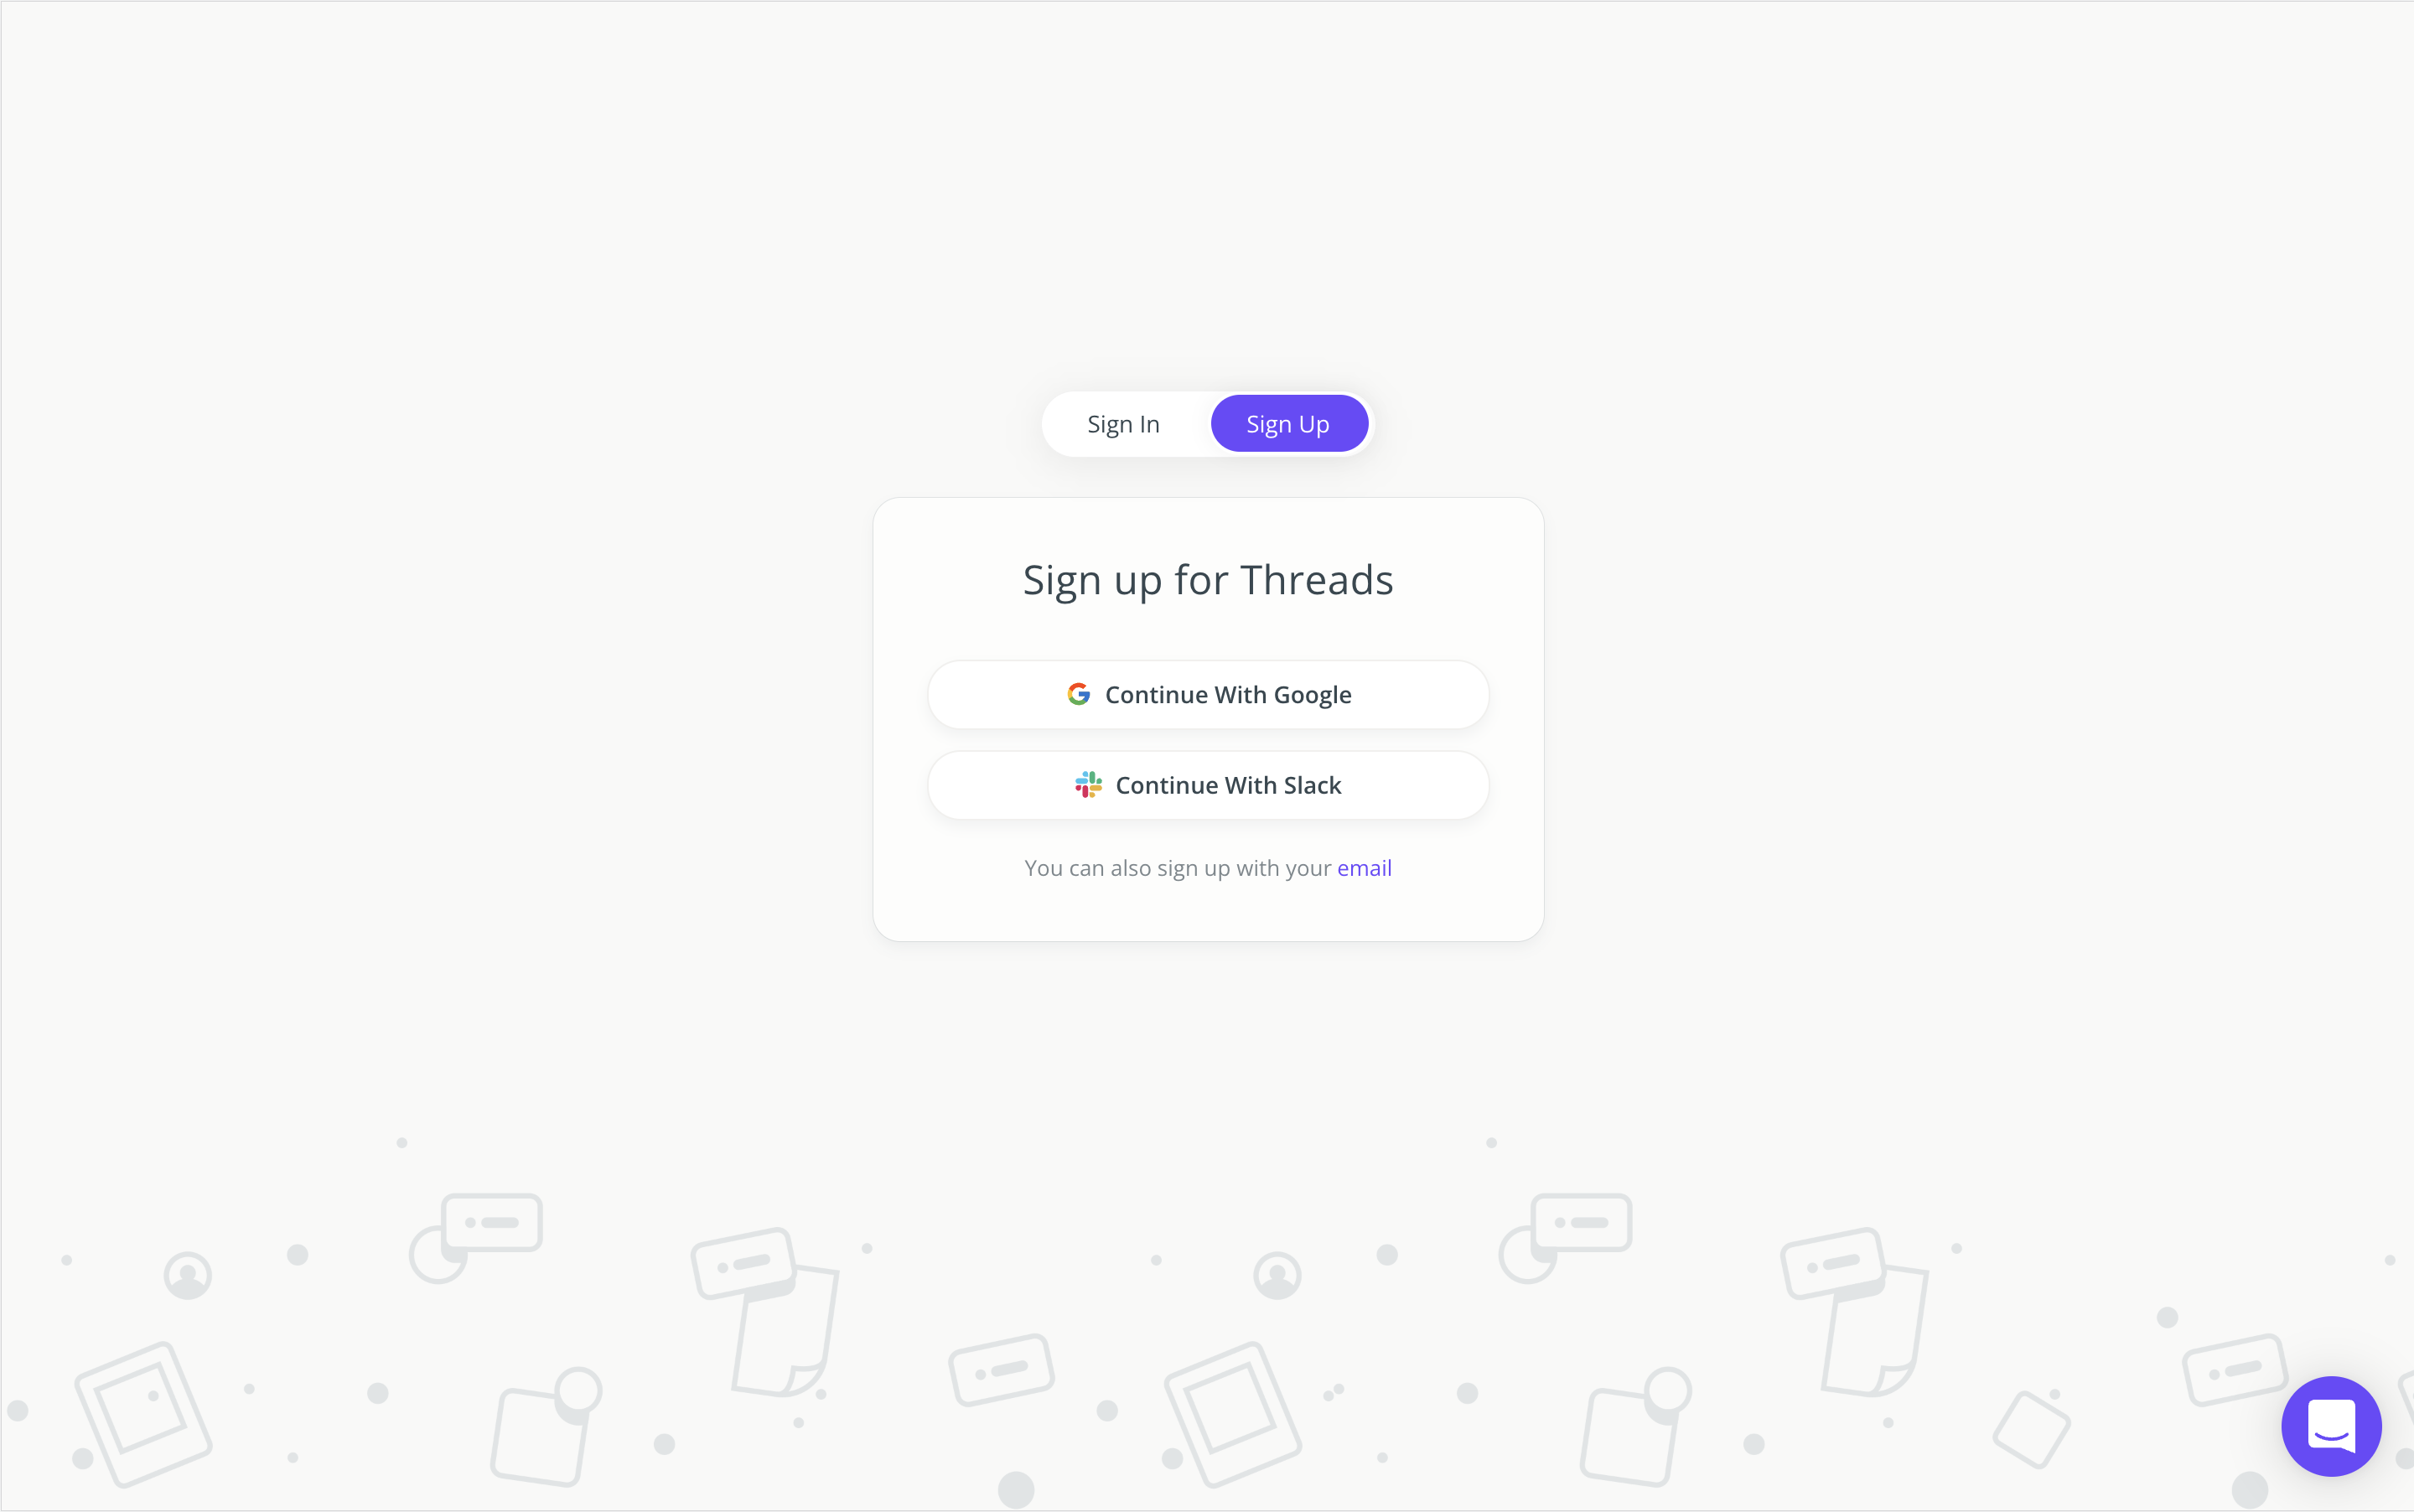 Sign In
Sign Up
Sign up for Threads
Continue With Google
Continue With Slack
You can also sign up with your email